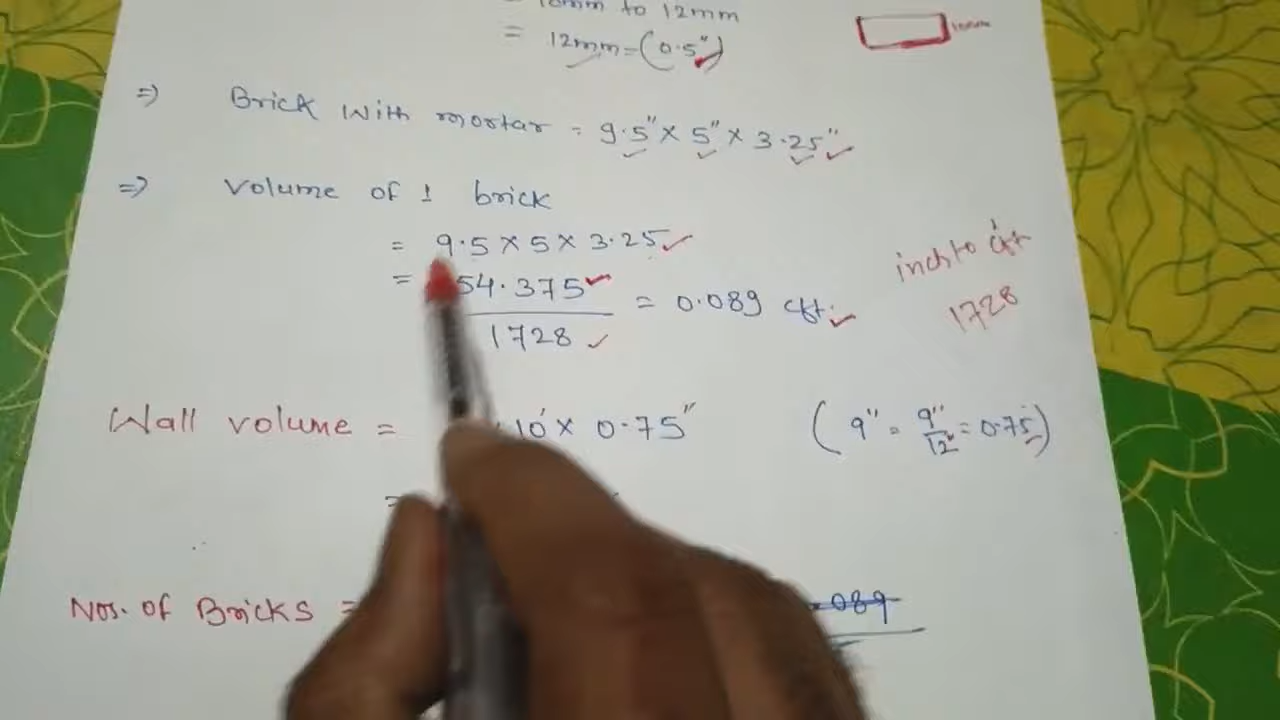 10mm to 12mm
= 12mm = (0.5")
⇒ Brick with mortar = 9.5" × 5" × 3.25"
⇒ Volume of 1 brick
= 9.5 × 5 × 3.25
= 54.375 / 1728 = 0.089 cft.
inch to cft
1728
Wall volume = 10' × 0.75" (9" = 9"/12" = 0.75)
Nos. of Bricks =